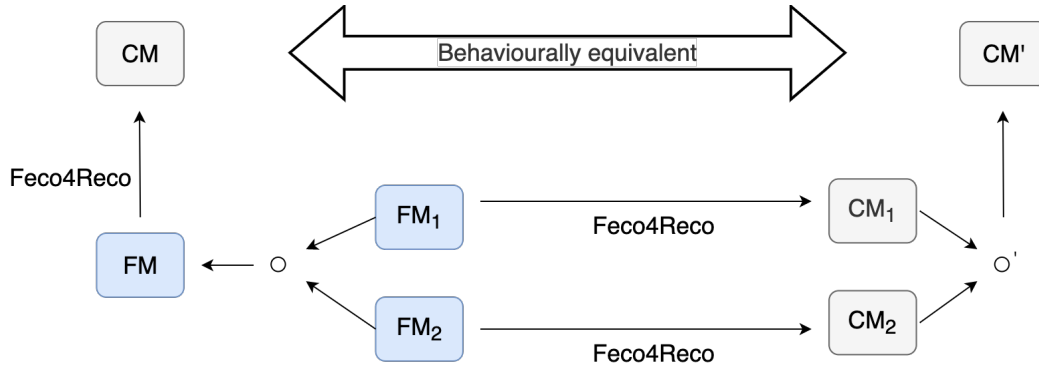 CM
Behaviourally equivalent
CM'
Feco4Reco
FM₁
Feco4Reco
CM₁
FM
○
○'
FM₂
Feco4Reco
CM₂